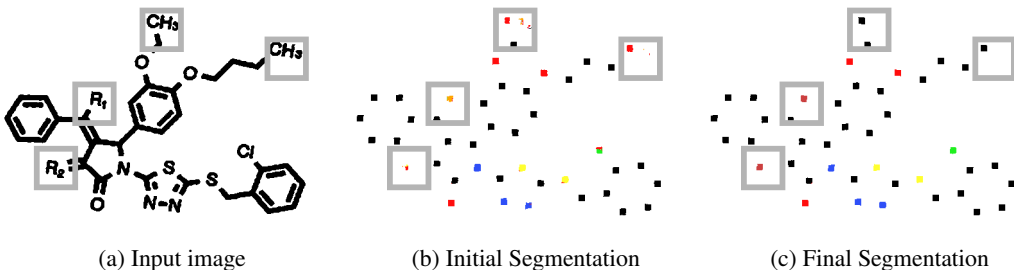 CH₃
CH₃
O
O
R₁
R₂
N
S
S
Cl
O
N-N
(a) Input image
(b) Initial Segmentation
(c) Final Segmentation